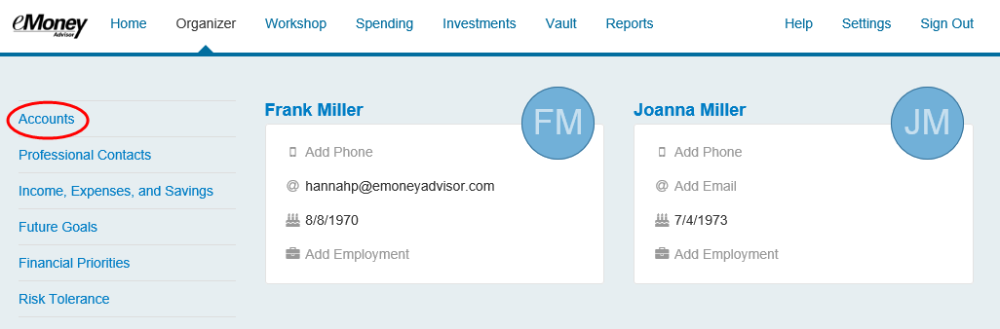 eMoney Advisor Home Organizer Workshop Spending Investments Vault Reports Help Settings Sign Out
Accounts
Professional Contacts
Income, Expenses, and Savings
Future Goals
Financial Priorities
Risk Tolerance
Frank Miller
FM
Add Phone
@ hannahp@emoneyadvisor.com
8/8/1970
Add Employment
Joanna Miller
JM
Add Phone
@ Add Email
7/4/1973
Add Employment